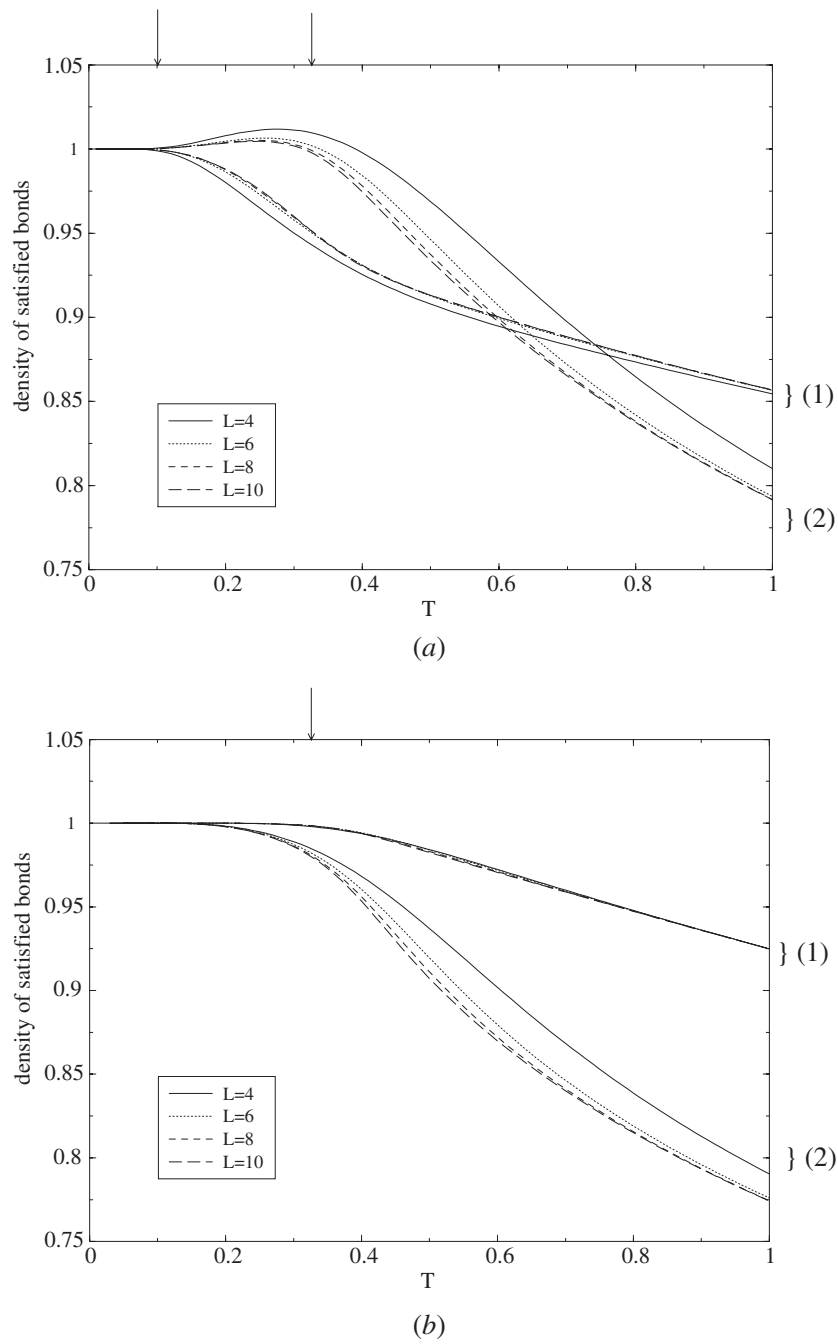 1.05
1
0.95
0.9
0.85
0.8
0.75
density of satisfied bonds
L=4
L=6
L=8
L=10
} (1)
} (2)
0
0.2
0.4
0.6
0.8
1
T
(a)
1.05
1
0.95
0.9
0.85
0.8
0.75
density of satisfied bonds
L=4
L=6
L=8
L=10
} (1)
} (2)
0
0.2
0.4
0.6
0.8
1
T
(b)